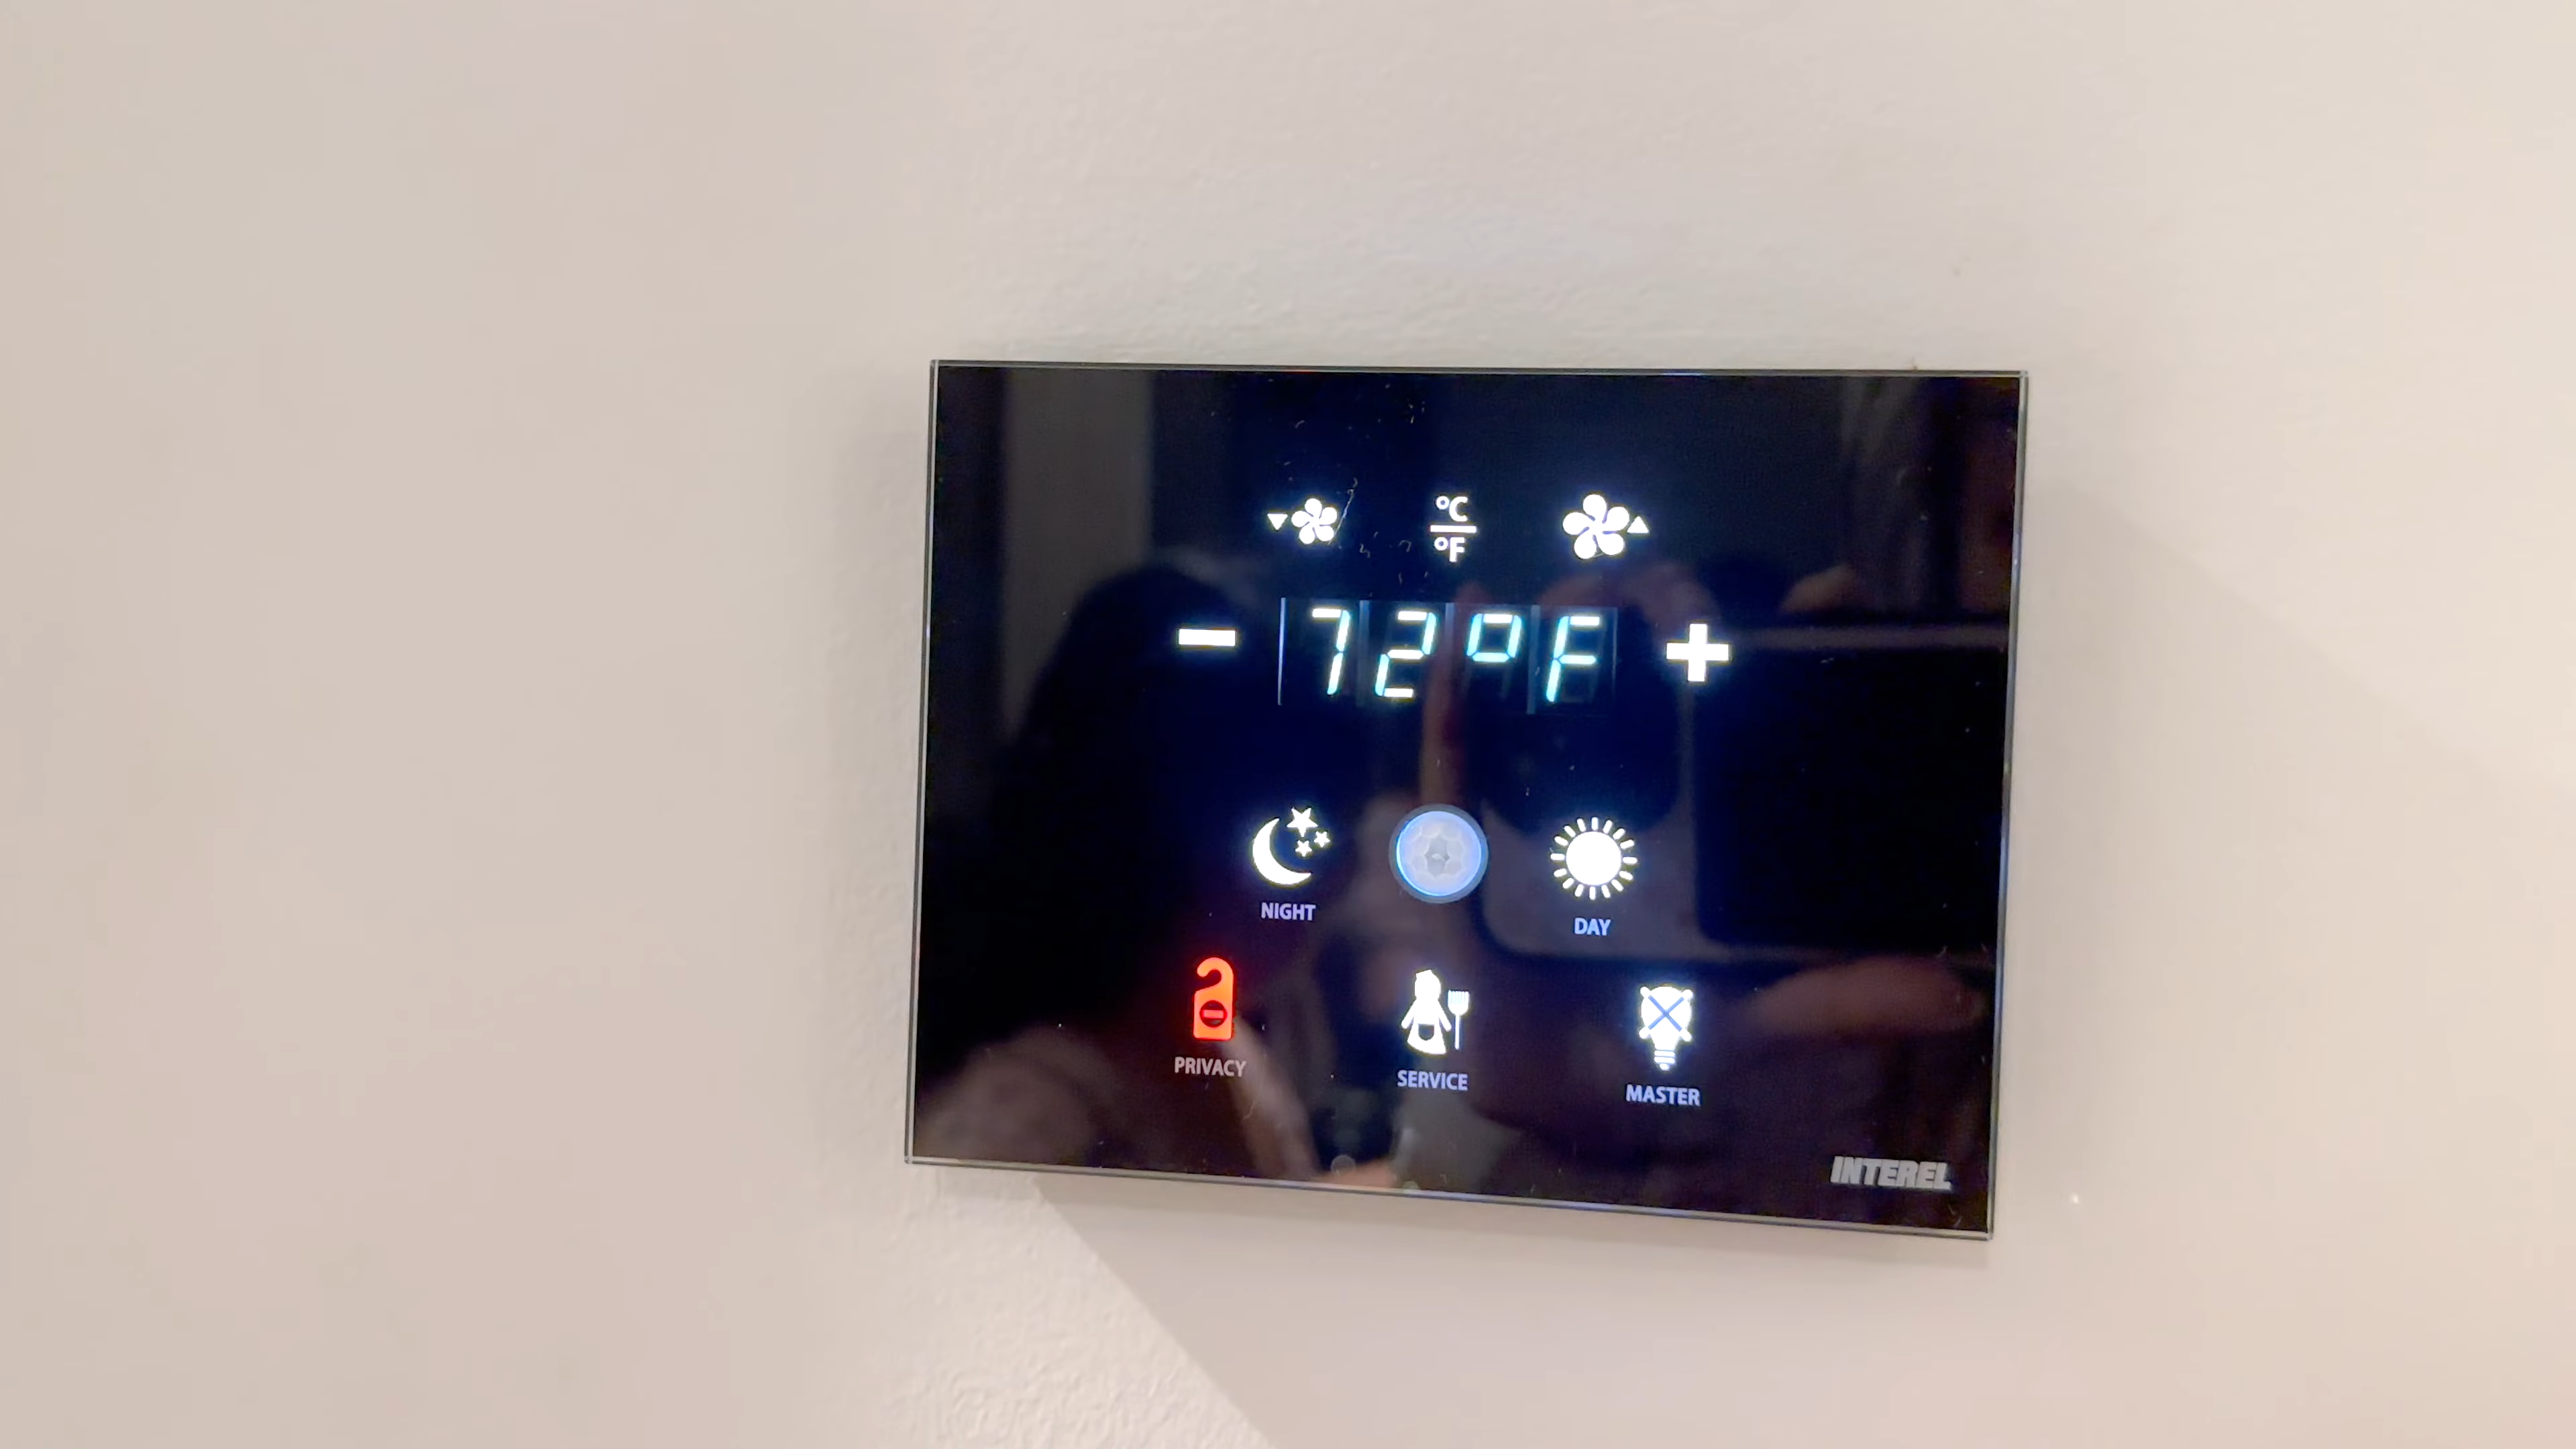 °C
°F
- 72°F +
NIGHT
DAY
PRIVACY
SERVICE
MASTER
INTEREL